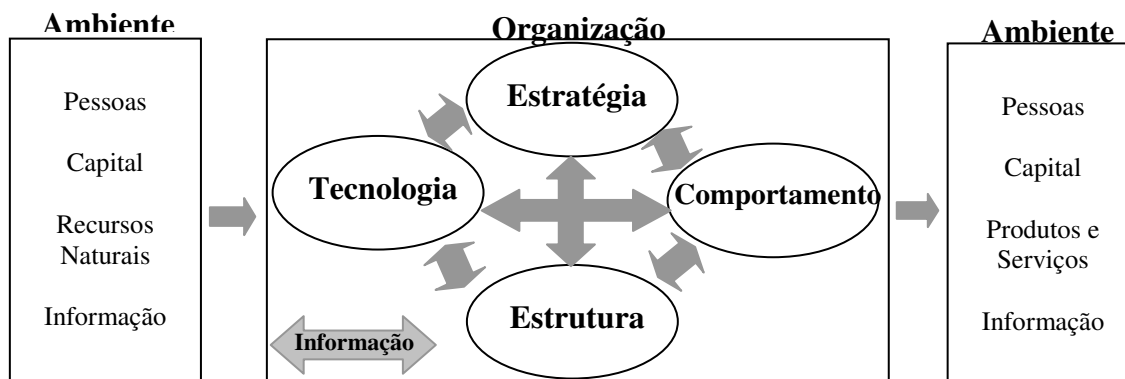 Ambiente
Pessoas
Capital
Recursos
Naturais
Informação
Organização
Estratégia
Tecnologia
Comportamento
Estrutura
Informação
Ambiente
Pessoas
Capital
Produtos e
Serviços
Informação